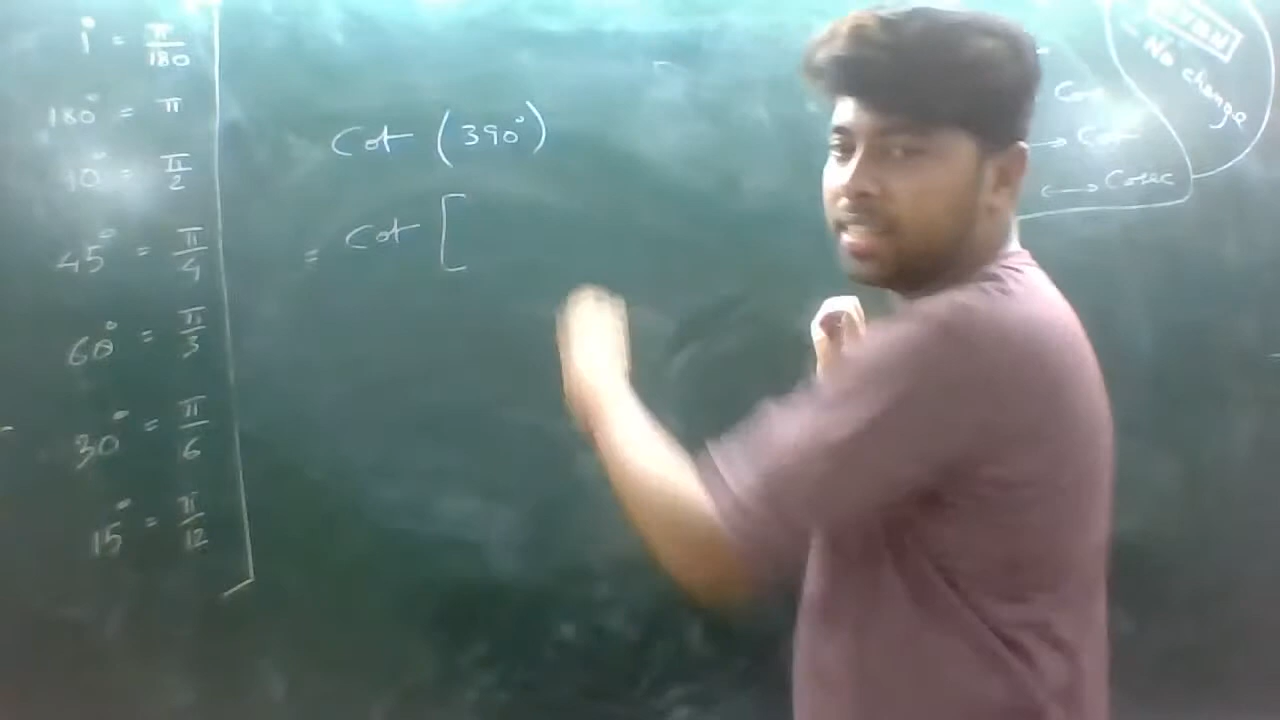 1° = π/180
180° = π
90° = π/2
45° = π/4
60° = π/3
30° = π/6
15° = π/12
Cot (390°)
= Cot [
EVEN
- No change
→ Cot
↔ Cosec